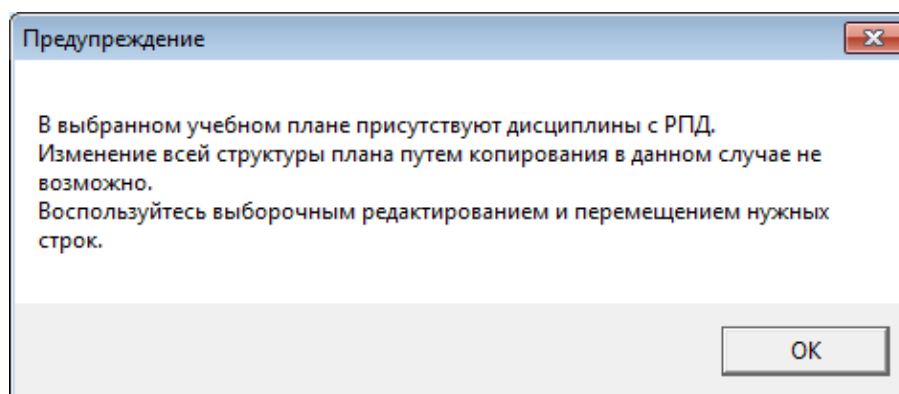 Предупреждение
В выбранном учебном плане присутствуют дисциплины с РПД.
Изменение всей структуры плана путем копирования в данном случае не
возможно.
Воспользуйтесь выборочным редактированием и перемещением нужных
строк.
OK